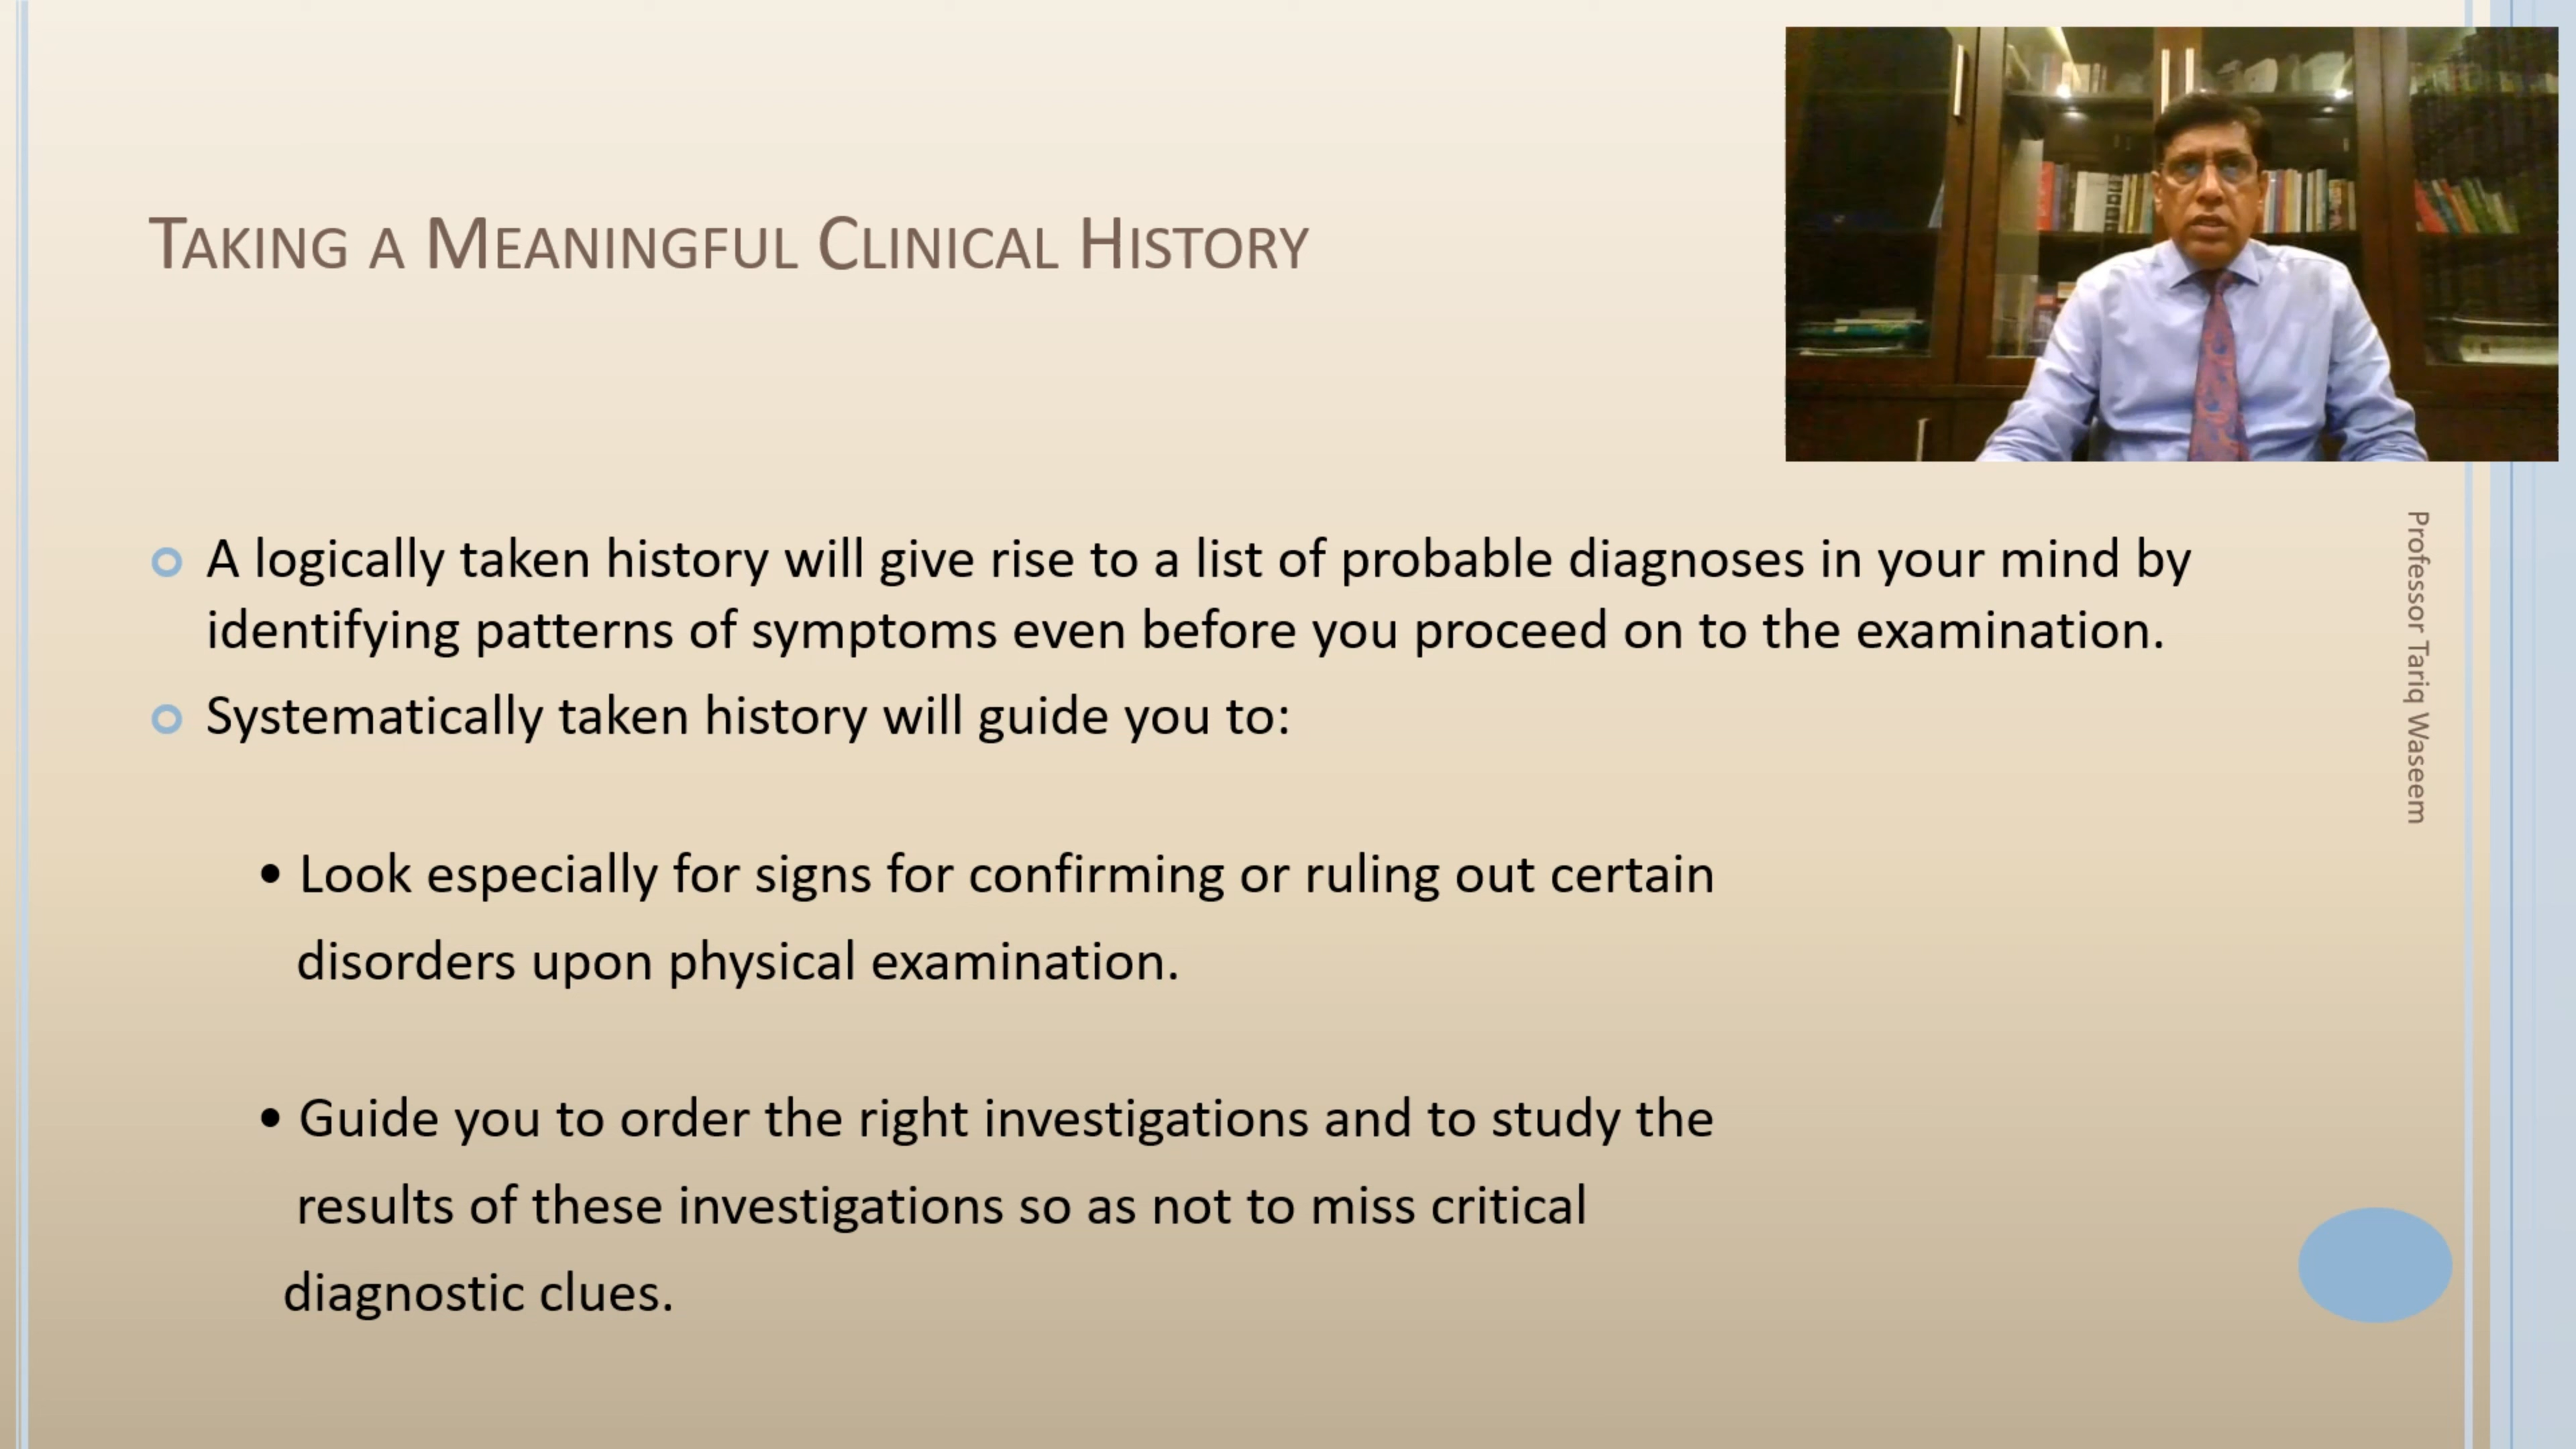 Taking a Meaningful Clinical History
A logically taken history will give rise to a list of probable diagnoses in your mind by
identifying patterns of symptoms even before you proceed on to the examination.
Systematically taken history will guide you to:
• Look especially for signs for confirming or ruling out certain
disorders upon physical examination.
• Guide you to order the right investigations and to study the
results of these investigations so as not to miss critical
diagnostic clues.
Professor Tariq Waseem